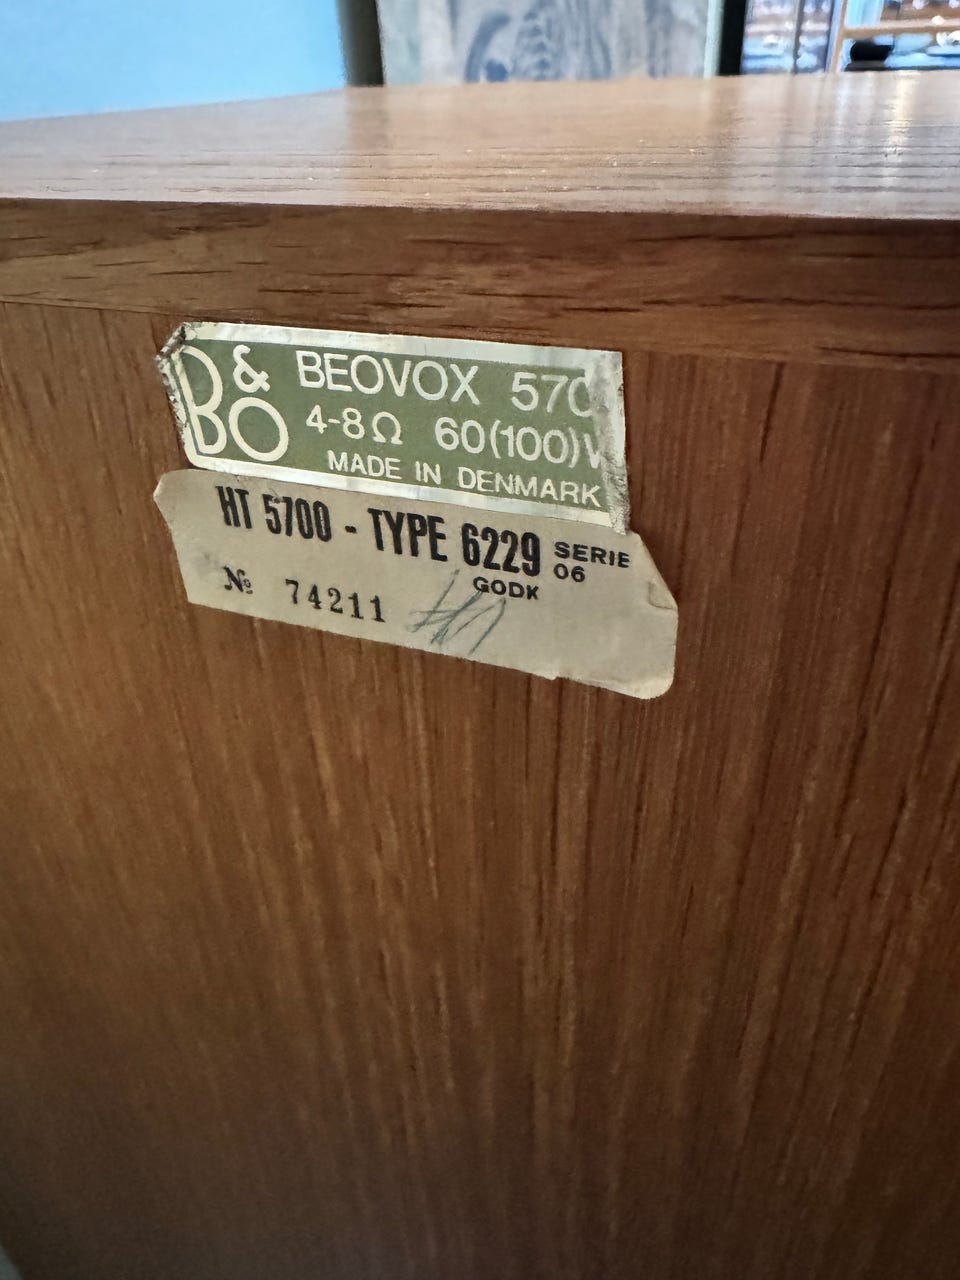 B&O
BEOVOX 570
4-8Ω 60(100)W
MADE IN DENMARK
HT 5700 - TYPE 6229 SERIE 06
GODK
№ 74211